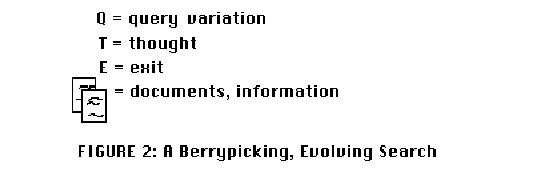 Q = query variation
T = thought
E = exit
= documents, information
FIGURE 2: A Berrypicking, Evolving Search